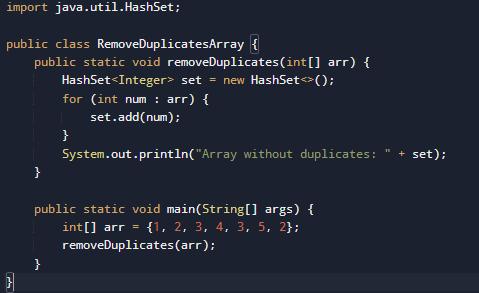 import java.util.HashSet;
public class RemoveDuplicatesArray {
    public static void removeDuplicates(int[] arr) {
        HashSet<Integer> set = new HashSet<>();
        for (int num : arr) {
            set.add(num);
        }
        System.out.println("Array without duplicates: " + set);
    }
    public static void main(String[] args) {
        int[] arr = {1, 2, 3, 4, 3, 5, 2};
        removeDuplicates(arr);
    }
}